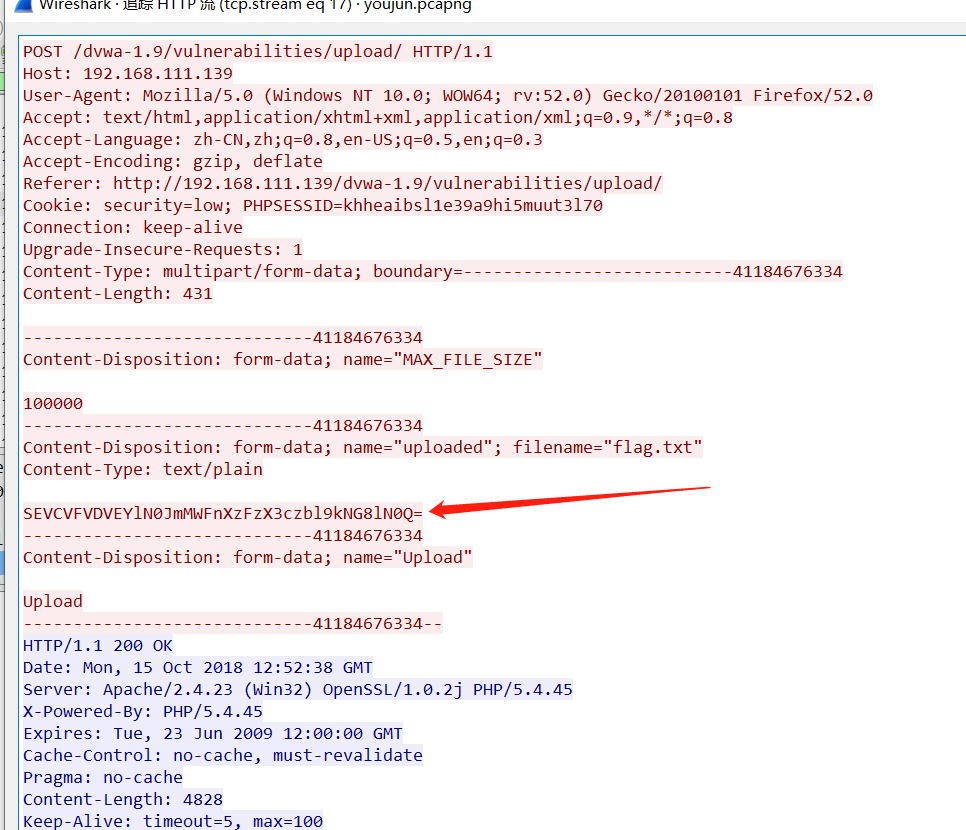 Wireshark · 追踪 HTTP 流 (tcp.stream eq 17) · youjun.pcapng
POST /dvwa-1.9/vulnerabilities/upload/ HTTP/1.1
Host: 192.168.111.139
User-Agent: Mozilla/5.0 (Windows NT 10.0; WOW64; rv:52.0) Gecko/20100101 Firefox/52.0
Accept: text/html,application/xhtml+xml,application/xml;q=0.9,*/*;q=0.8
Accept-Language: zh-CN,zh;q=0.8,en-US;q=0.5,en;q=0.3
Accept-Encoding: gzip, deflate
Referer: http://192.168.111.139/dvwa-1.9/vulnerabilities/upload/
Cookie: security=low; PHPSESSID=khheaibsl1e39a9hi5muut3l70
Connection: keep-alive
Upgrade-Insecure-Requests: 1
Content-Type: multipart/form-data; boundary=---------------------------41184676334
Content-Length: 431
-----------------------------41184676334
Content-Disposition: form-data; name="MAX_FILE_SIZE"
100000
-----------------------------41184676334
Content-Disposition: form-data; name="uploaded"; filename="flag.txt"
Content-Type: text/plain
SEVCVFVDVEYlN0JmMWFnXzFzX3czbl9kNG8lN0Q=
-----------------------------41184676334
Content-Disposition: form-data; name="Upload"
Upload
-----------------------------41184676334--
HTTP/1.1 200 OK
Date: Mon, 15 Oct 2018 12:52:38 GMT
Server: Apache/2.4.23 (Win32) OpenSSL/1.0.2j PHP/5.4.45
X-Powered-By: PHP/5.4.45
Expires: Tue, 23 Jun 2009 12:00:00 GMT
Cache-Control: no-cache, must-revalidate
Pragma: no-cache
Content-Length: 4828
Keep-Alive: timeout=5, max=100